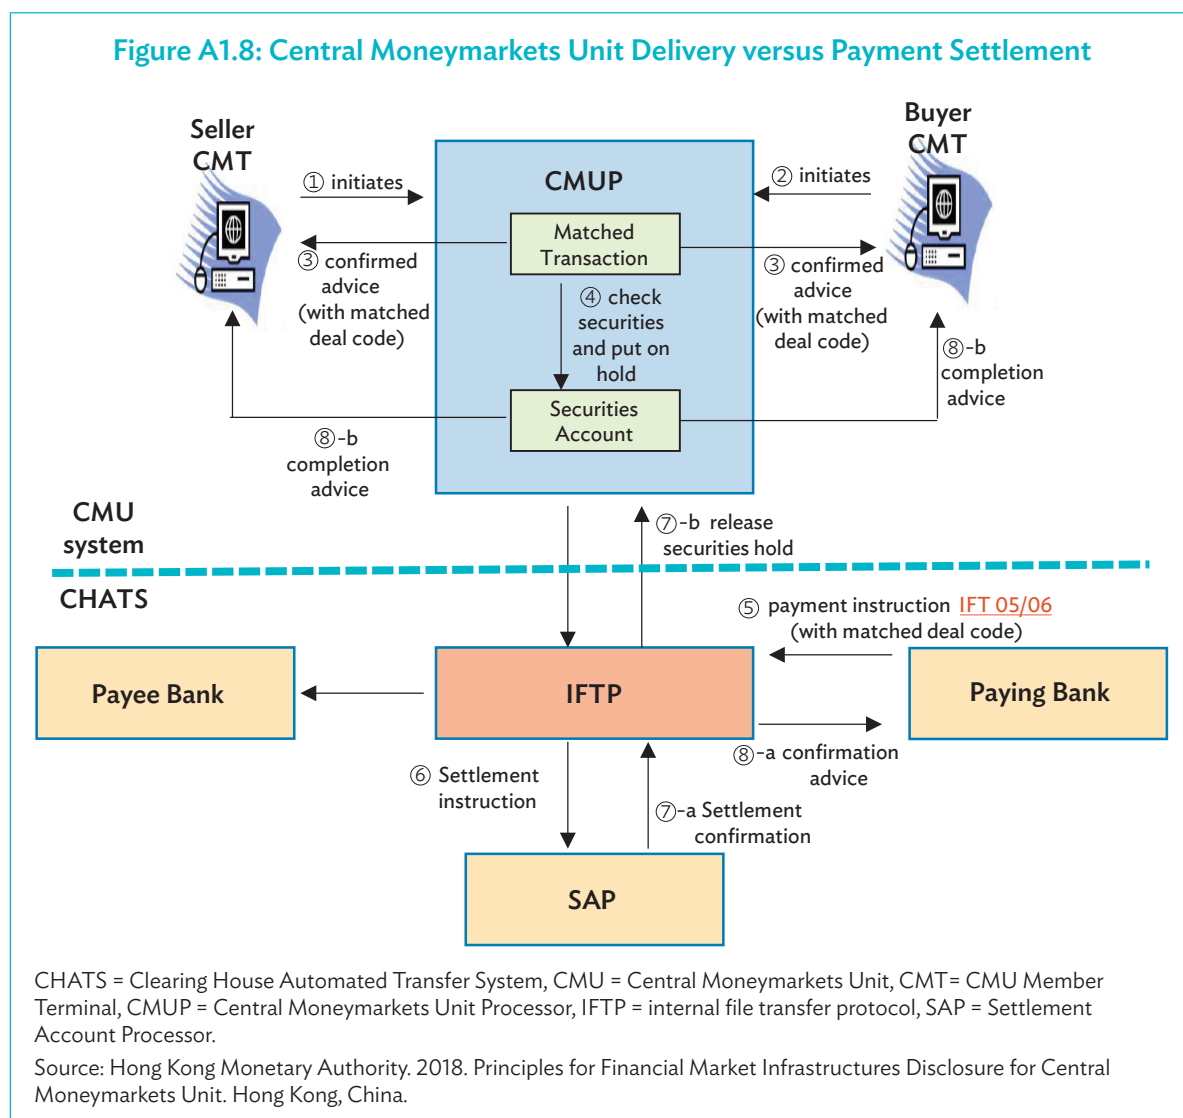 Figure A1.8: Central Moneymarkets Unit Delivery versus Payment Settlement
Seller
CMT
Buyer
CMT
① initiates
CMUP
② initiates
Matched
Transaction
③ confirmed
advice
(with matched
deal code)
③ confirmed
advice
(with matched
deal code)
④ check
securities
and put on
hold
Securities
Account
⑧-b
completion
advice
⑧-b
completion
advice
CMU
system
⑦-b release
securities hold
CHATS
⑤ payment instruction IFT 05/06
(with matched deal code)
Payee Bank
IFTP
Paying Bank
⑧-a confirmation
advice
⑥ Settlement
instruction
⑦-a Settlement
confirmation
SAP
CHATS = Clearing House Automated Transfer System, CMU = Central Moneymarkets Unit, CMT= CMU Member
Terminal, CMUP = Central Moneymarkets Unit Processor, IFTP = internal file transfer protocol, SAP = Settlement
Account Processor.
Source: Hong Kong Monetary Authority. 2018. Principles for Financial Market Infrastructures Disclosure for Central
Moneymarkets Unit. Hong Kong, China.